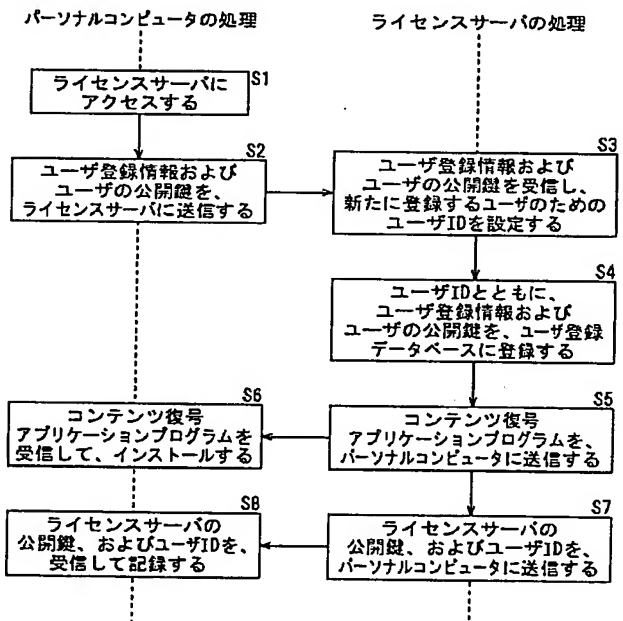 パーソナルコンピュータの処理
ライセンスサーバの処理
S1
ライセンスサーバに
アクセスする
S2
ユーザ登録情報および
ユーザの公開鍵を、
ライセンスサーバに送信する
S3
ユーザ登録情報および
ユーザの公開鍵を受信し、
新たに登録するユーザのための
ユーザIDを設定する
S4
ユーザIDとともに、
ユーザ登録情報および
ユーザの公開鍵を、ユーザ登録
データベースに登録する
S6
コンテンツ復号
アプリケーションプログラムを
受信して、インストールする
S5
コンテンツ復号
アプリケーションプログラムを、
パーソナルコンピュータに送信する
S8
ライセンスサーバの
公開鍵、およびユーザIDを、
受信して記録する
S7
ライセンスサーバの
公開鍵、およびユーザIDを、
パーソナルコンピュータに送信する